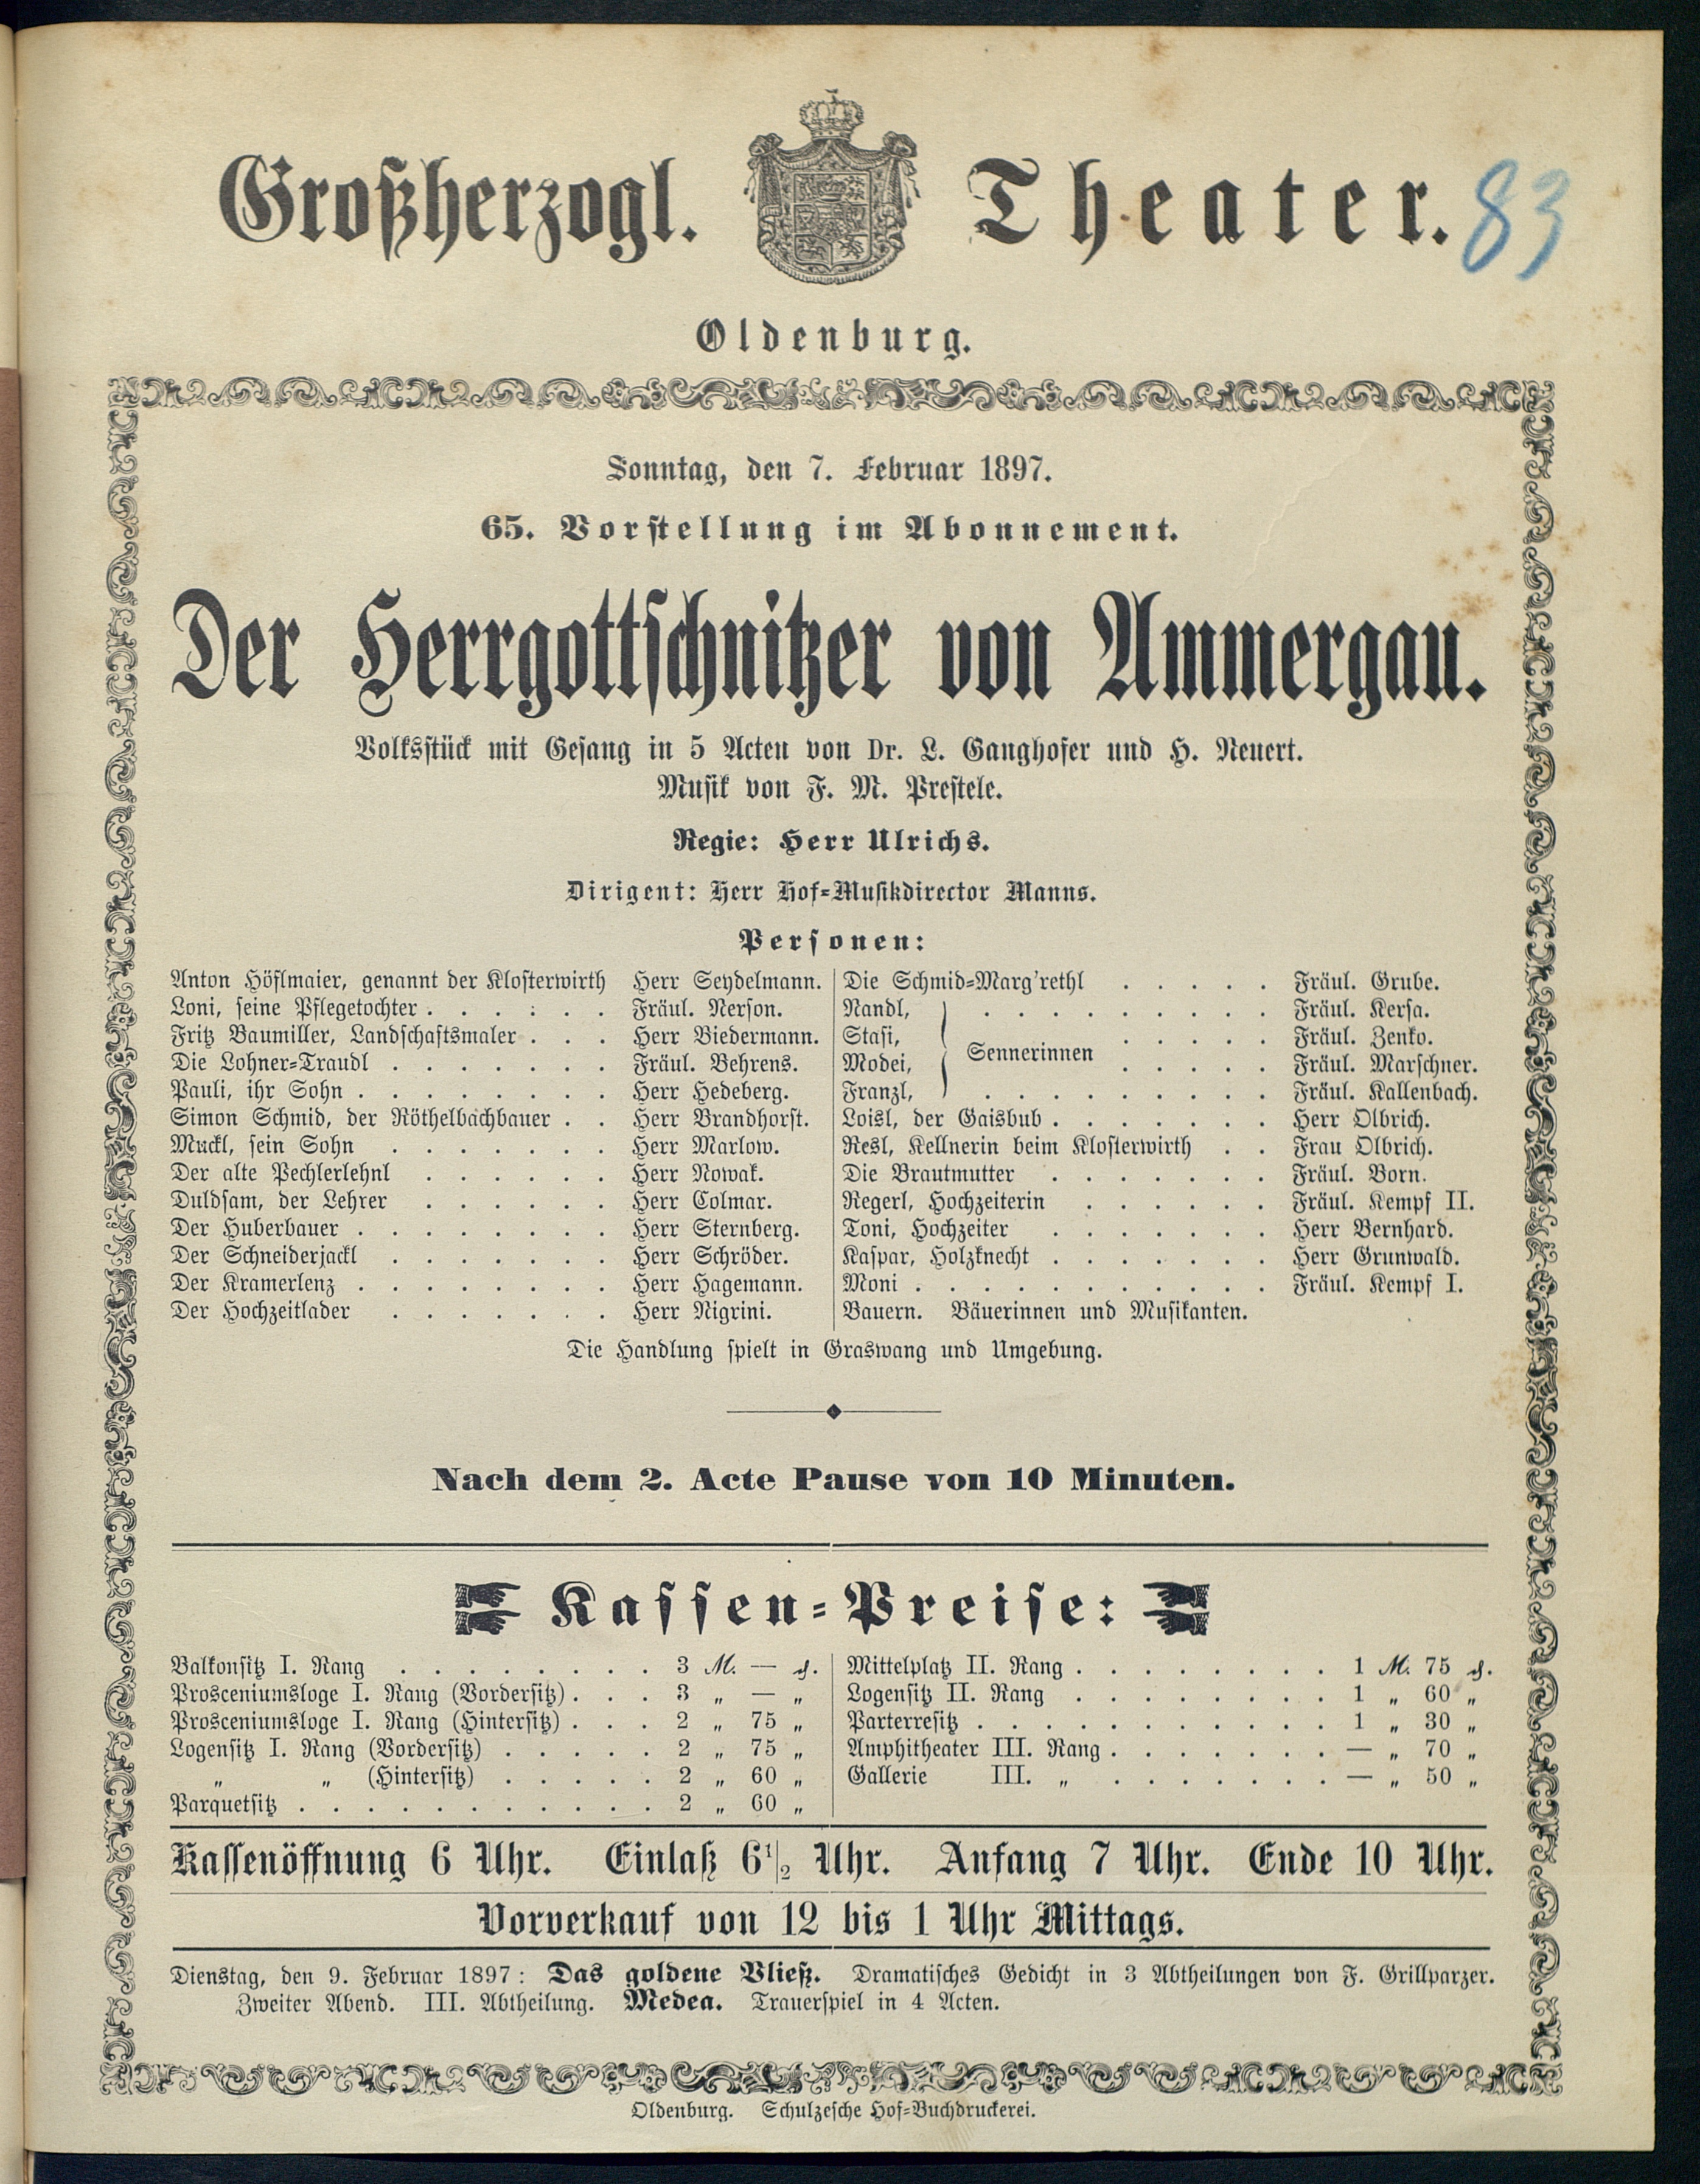 Großherzogl. Theater. 83
Oldenburg.
Sonntag, den 7. Februar 1897.
65. Vorstellung im Abonnement.
Der Herrgottschnitzer von Ammergau.
Volksstück mit Gesang in 5 Acten von Dr. L. Ganghofer und H. Neuert.
Musik von F. M. Prestele.
Regie: Herr Ulrichs.
Dirigent: Herr Hof-Musikdirector Manns.
Personen:
Anton Höflmaier, genannt der Klosterwirth Herr Seydelmann.
Loni, seine Pflegetochter . . . : . . . Fräul. Nerson.
Fritz Baumiller, Landschaftsmaler . . . Herr Biedermann.
Die Lohner-Traudl . . . . . . . Fräul. Behrens.
Pauli, ihr Sohn . . . . . . . . Herr Hedeberg.
Simon Schmid, der Röthelbachbauer . . Herr Brandhorst.
Muckl, sein Sohn . . . . . . . Herr Marlow.
Der alte Pechlerlehnl . . . . . . Herr Nowak.
Duldsam, der Lehrer . . . . . . Herr Colmar.
Der Huberbauer . . . . . . . . Herr Sternberg.
Der Schneiderjackl . . . . . . . Herr Schröder.
Der Kramerlenz . . . . . . . . Herr Hagemann.
Der Hochzeitlader . . . . . . . Herr Nigrini.
Die Schmid-Marg'rethl . . . . . Fräul. Grube.
Nandl, . . . . . . . . . Fräul. Kersa.
Stasi, . . . . . Fräul. Zenko.
Sennerinnen
Modei, . . . . . Fräul. Marschner.
Franzl, . . . . . . . . . Fräul. Kallenbach.
Loisl, der Gaisbub . . . . . . . Herr Olbrich.
Resl, Kellnerin beim Klosterwirth . . Frau Olbrich.
Die Brautmutter . . . . . . . Fräul. Born.
Regerl, Hochzeiterin . . . . . . Fräul. Kempf II.
Toni, Hochzeiter . . . . . . . Herr Bernhard.
Kaspar, Holzknecht . . . . . . . Herr Grunwald.
Moni . . . . . . . . . . . Fräul. Kempf I.
Bauern. Bäuerinnen und Musikanten.
Die Handlung spielt in Graswang und Umgebung.
Nach dem 2. Acte Pause von 10 Minuten.
Kassen-Preise:
Balkonsitz I. Rang . . . . . . . . 3 M. — ₰.
Prosceniumsloge I. Rang (Vordersitz) . . . 3 „ — „
Prosceniumsloge I. Rang (Hintersitz) . . . 2 „ 75 „
Logensitz I. Rang (Vordersitz) . . . . . 2 „ 75 „
„ „ (Hintersitz) . . . . . 2 „ 60 „
Parquetsitz . . . . . . . . . . . 2 „ 60 „
Mittelplatz II. Rang . . . . . . . . 1 M. 75 ₰.
Logensitz II. Rang . . . . . . . . 1 „ 60 „
Parterresitz . . . . . . . . . . . 1 „ 30 „
Amphitheater III. Rang . . . . . . . — „ 70 „
Gallerie III. „ . . . . . . . — „ 50 „
Kassenöffnung 6 Uhr. Einlaß 6 1/2 Uhr. Anfang 7 Uhr. Ende 10 Uhr.
Vorverkauf von 12 bis 1 Uhr Mittags.
Dienstag, den 9. Februar 1897: Das goldene Vließ. Dramatisches Gedicht in 3 Abtheilungen von F. Grillparzer.
Zweiter Abend. III. Abtheilung. Medea. Trauerspiel in 4 Acten.
Oldenburg. Schulzesche Hof-Buchdruckerei.